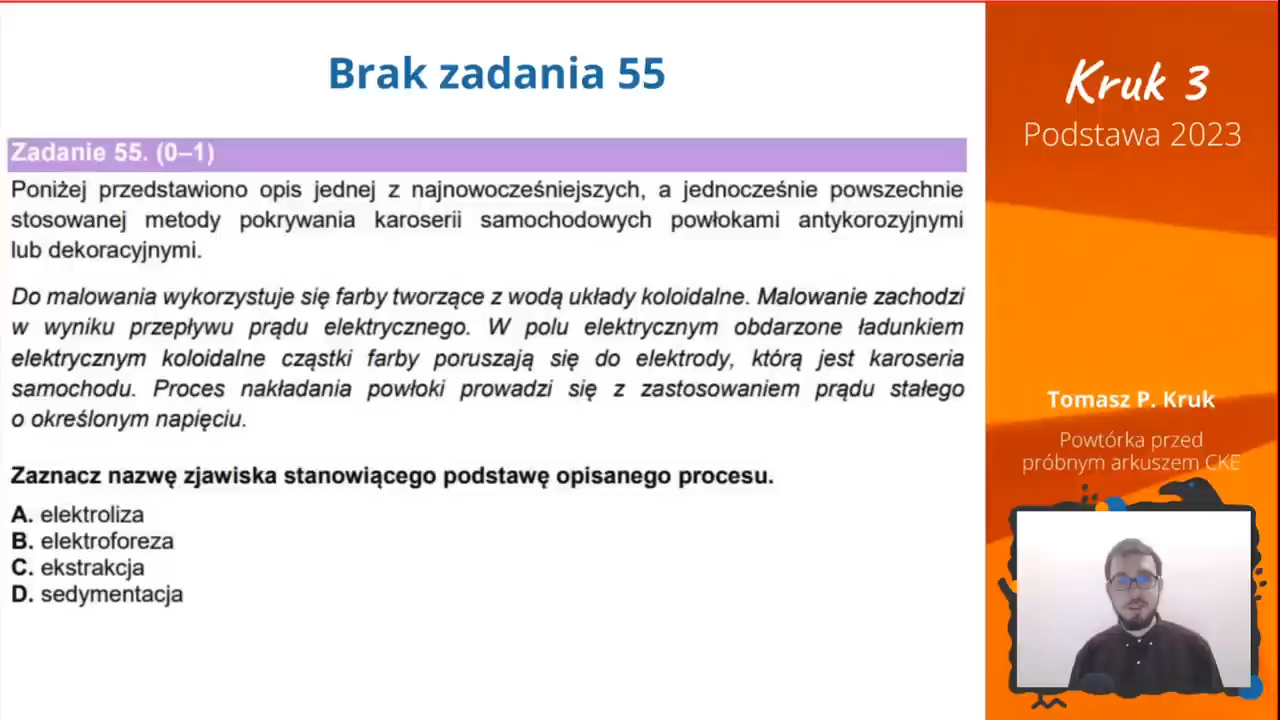 Brak zadania 55
Zadanie 55. (0–1)
Poniżej przedstawiono opis jednej z najnowocześniejszych, a jednocześnie powszechnie
stosowanej metody pokrywania karoserii samochodowych powłokami antykorozyjnymi
lub dekoracyjnymi.
Do malowania wykorzystuje się farby tworzące z wodą układy koloidalne. Malowanie zachodzi
w wyniku przepływu prądu elektrycznego. W polu elektrycznym obdarzone ładunkiem
elektrycznym koloidalne cząstki farby poruszają się do elektrody, którą jest karoseria
samochodu. Proces nakładania powłoki prowadzi się z zastosowaniem prądu stałego
o określonym napięciu.
Zaznacz nazwę zjawiska stanowiącego podstawę opisanego procesu.
A. elektroliza
B. elektroforeza
C. ekstrakcja
D. sedymentacja
Kruk 3
Podstawa 2023
Tomasz P. Kruk
Powtórka przed
próbnym arkuszem CKE